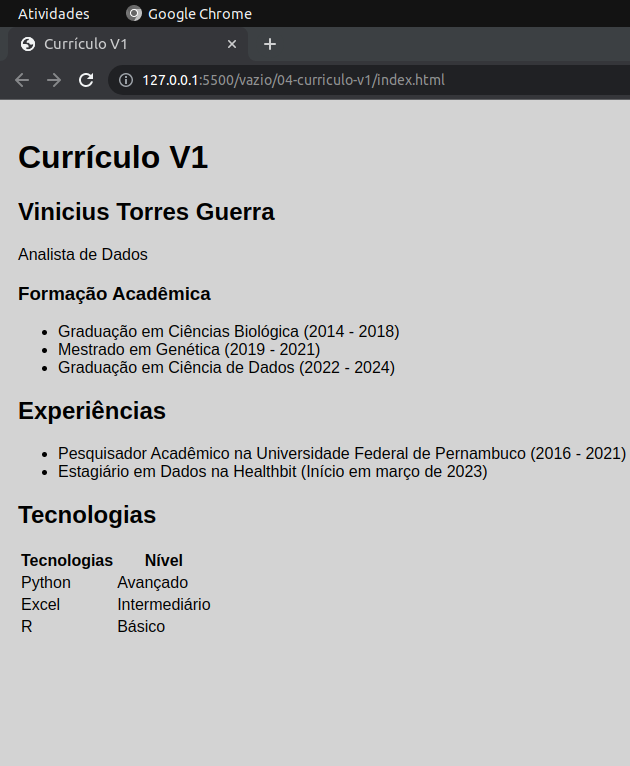 Atividades Google Chrome
Currículo V1
127.0.0.1:5500/vazio/04-curriculo-v1/index.html
Currículo V1
Vinicius Torres Guerra
Analista de Dados
Formação Acadêmica
Graduação em Ciências Biológica (2014 - 2018)
Mestrado em Genética (2019 - 2021)
Graduação em Ciência de Dados (2022 - 2024)
Experiências
Pesquisador Acadêmico na Universidade Federal de Pernambuco (2016 - 2021)
Estagiário em Dados na Healthbit (Início em março de 2023)
Tecnologias
Tecnologias Nível
Python Avançado
Excel Intermediário
R Básico